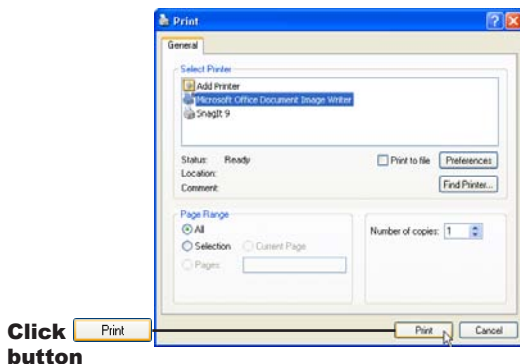 Print
General
Select Printer
Add Printer
Microsoft Office Document Image Writer
SnagIt 9
Status: Ready
Print to file Preferences
Location:
Comment:
Find Printer...
Page Range
All
Number of copies: 1
Selection Current Page
Pages:
Print Cancel
Click Print
button